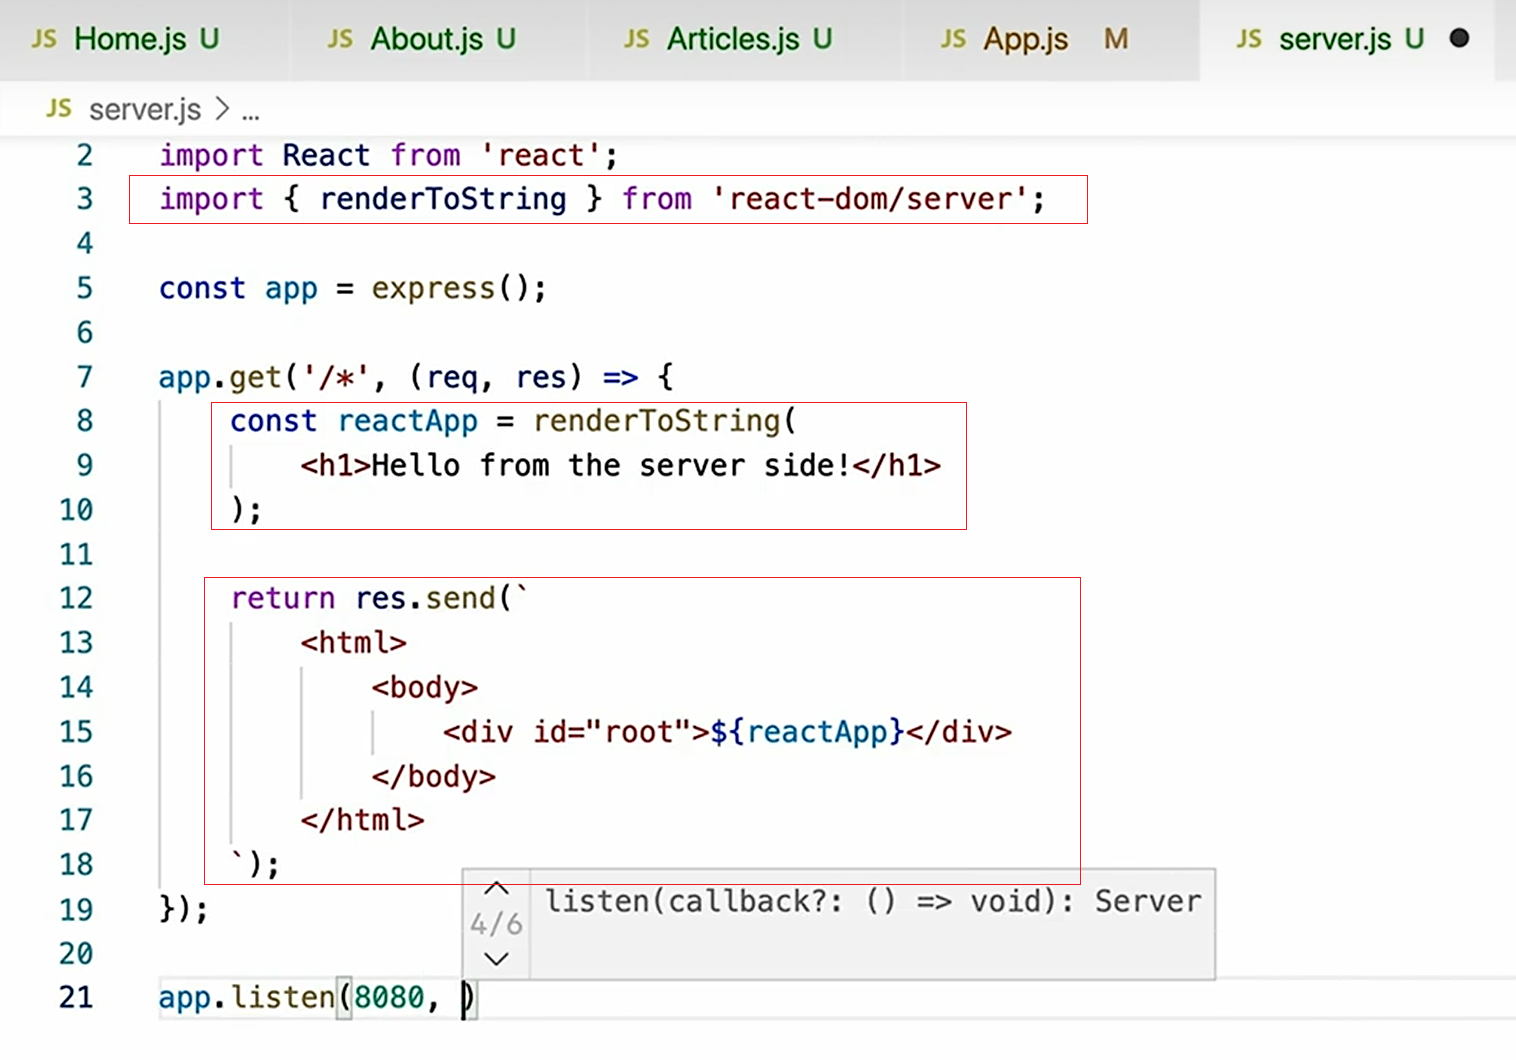 JS Home.js U JS About.js U JS Articles.js U JS App.js M JS server.js U
JS server.js > ...
2 import React from 'react';
3 import { renderToString } from 'react-dom/server';
4
5 const app = express();
6
7 app.get('/*', (req, res) => {
8 const reactApp = renderToString(
9 <h1>Hello from the server side!</h1>
10 );
11
12 return res.send(`
13 <html>
14 <body>
15 <div id="root">${reactApp}</div>
16 </body>
17 </html>
18 `);
19 });
listen(callback?: () => void): Server
4/6
20
21 app.listen(8080, )